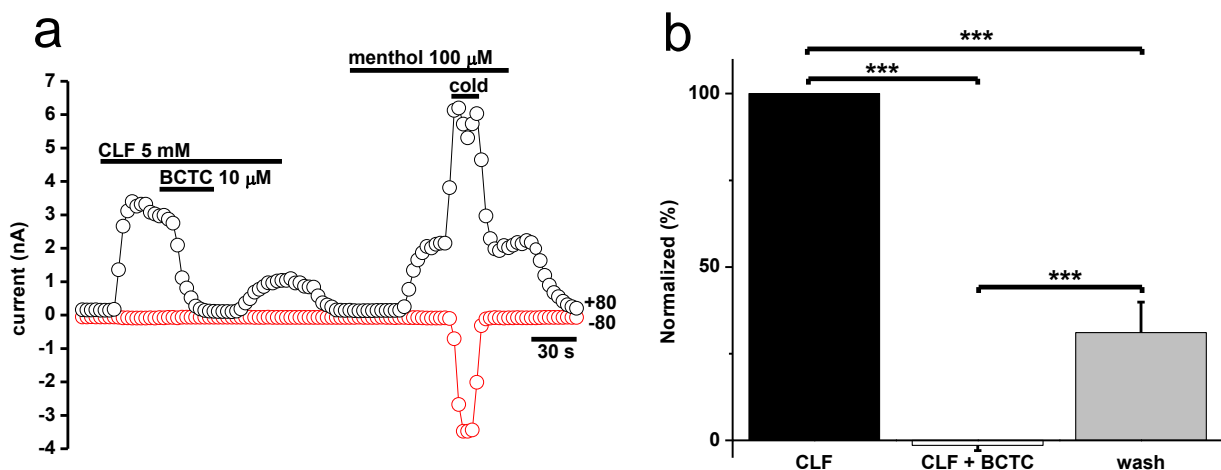 a
menthol 100 μM
cold
CLF 5 mM
BCTC 10 μM
current (nA)
7
6
5
4
3
2
1
0
-1
-2
-3
-4
+80
-80
30 s
b
***
***
***
Normalized (%)
100
50
0
CLF
CLF + BCTC
wash